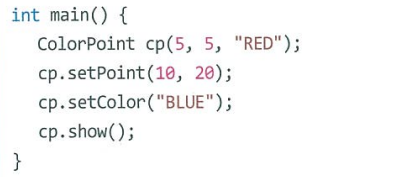 int main() {
ColorPoint cp(5, 5, "RED");
cp.setPoint(10, 20);
cp.setColor("BLUE");
cp.show();
}